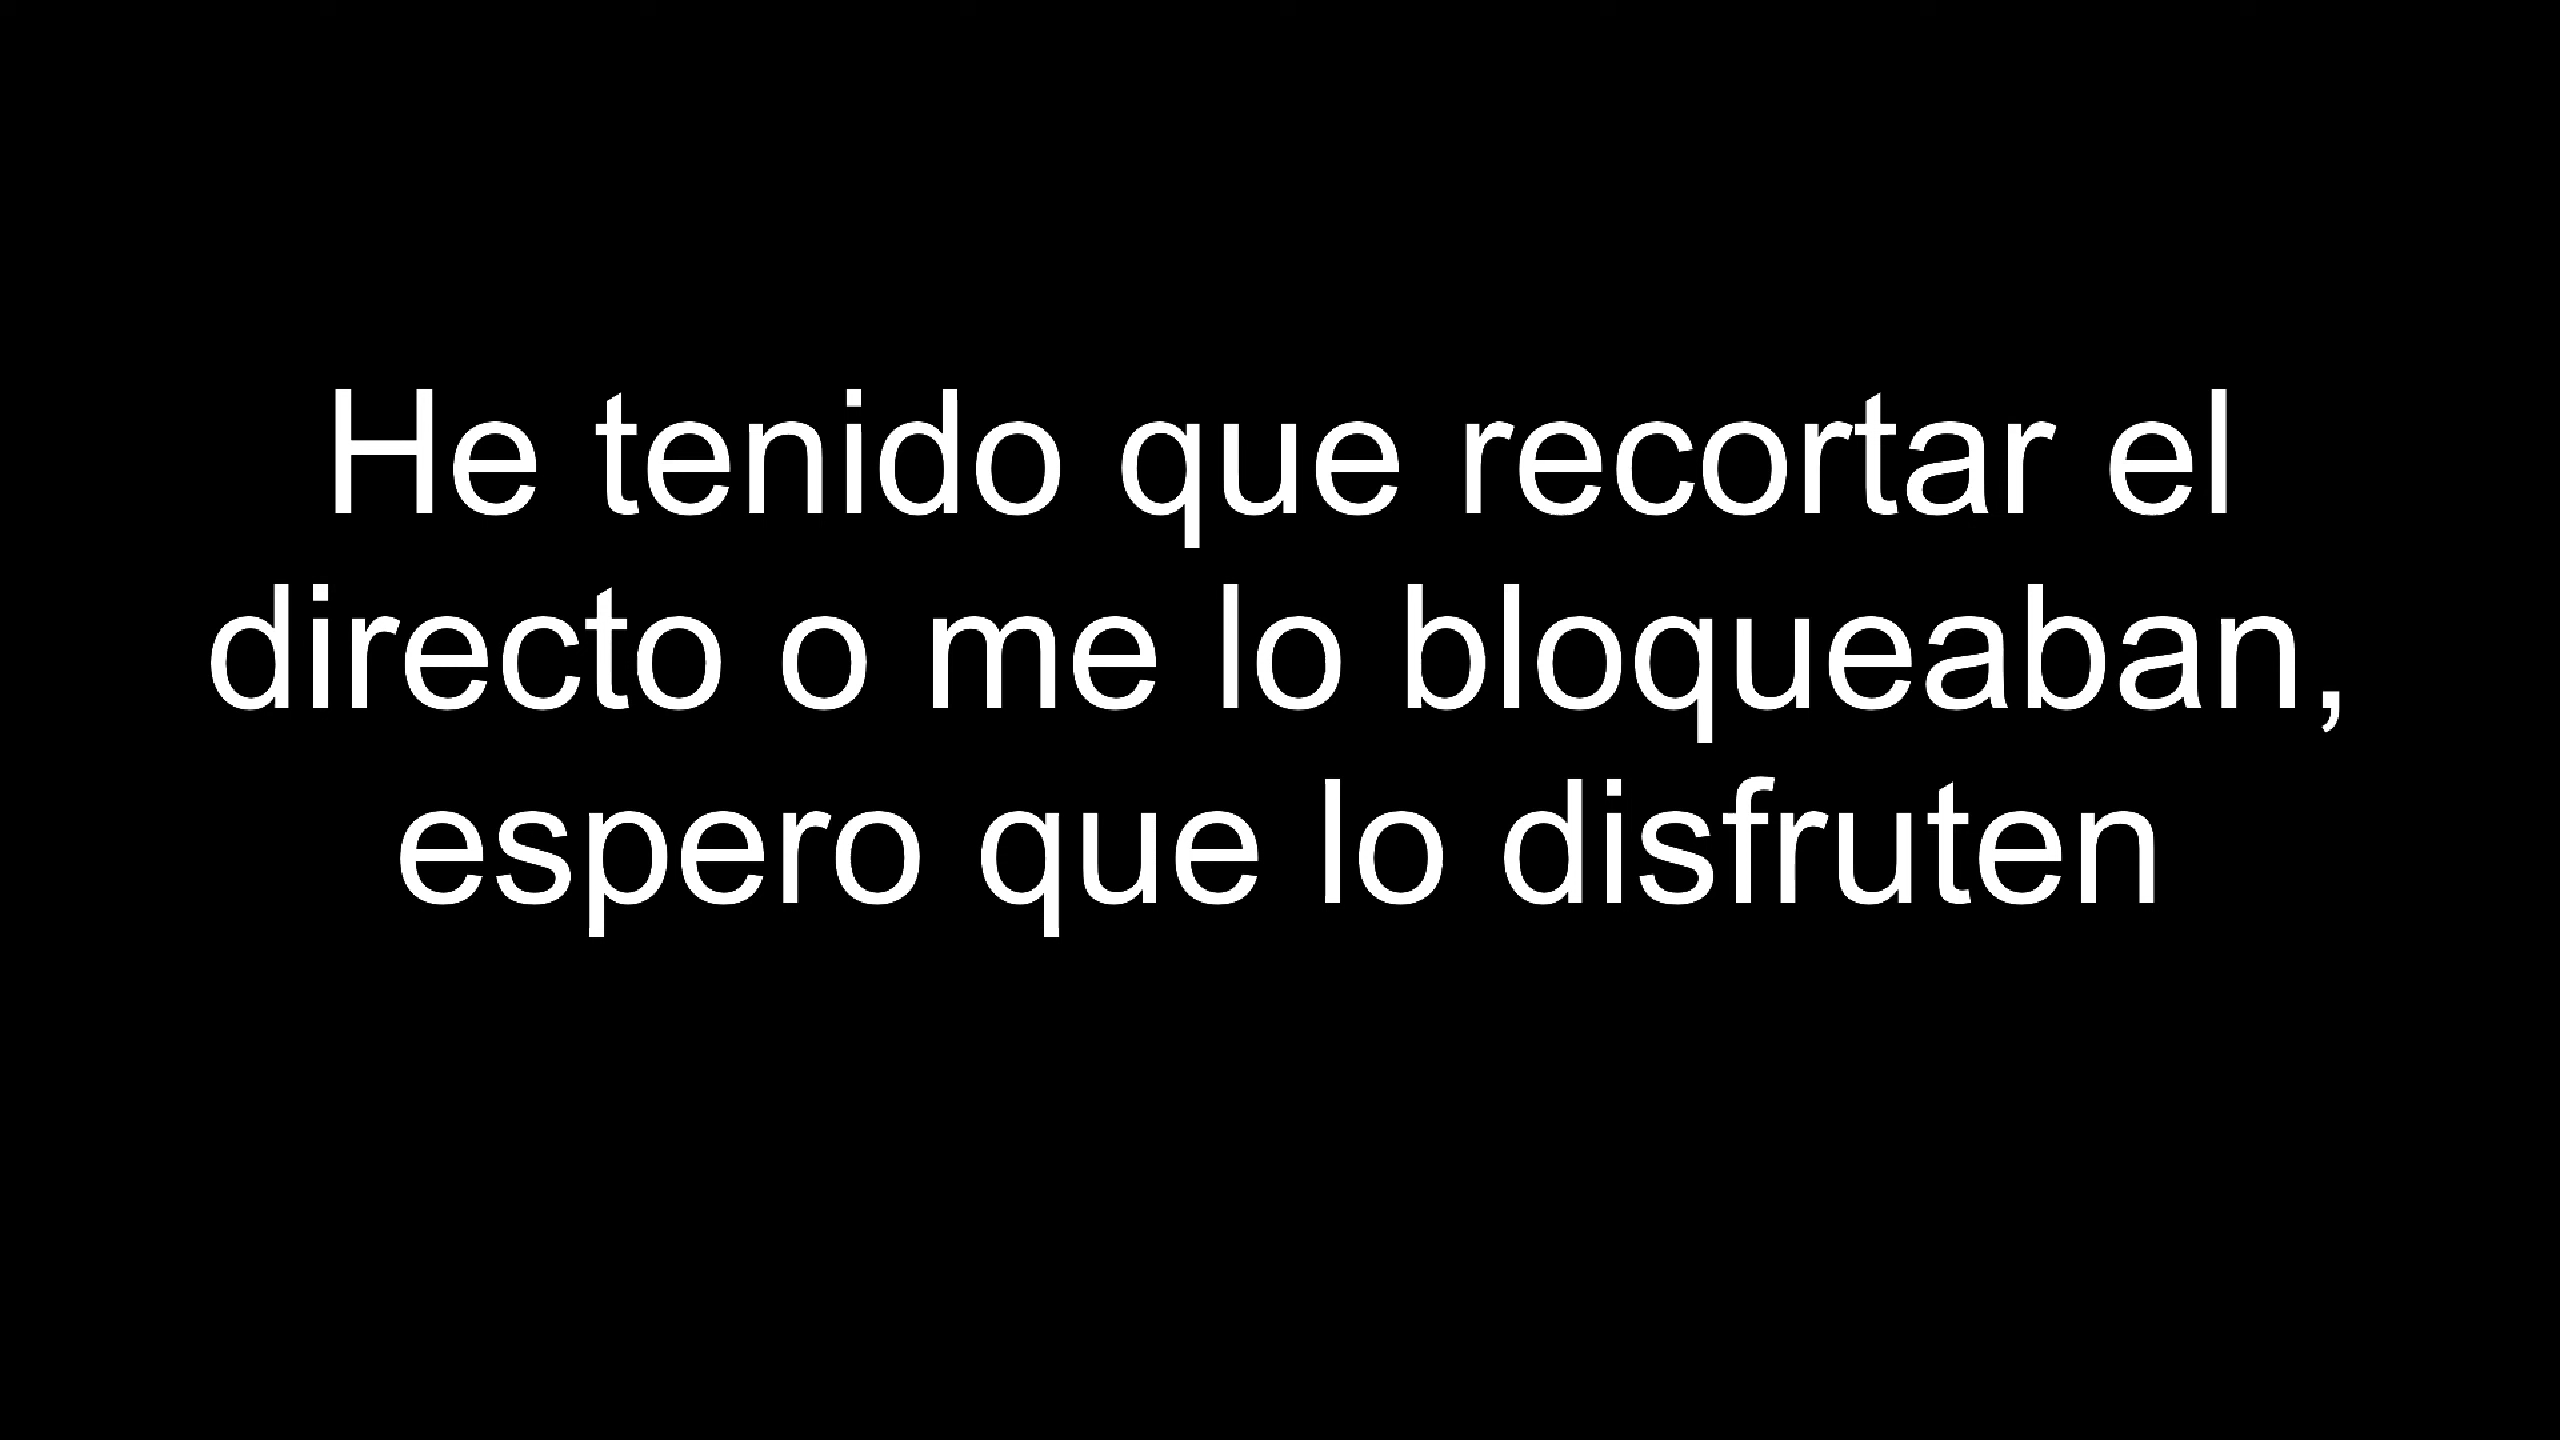 He tenido que recortar el
directo o me lo bloqueaban,
espero que lo disfruten